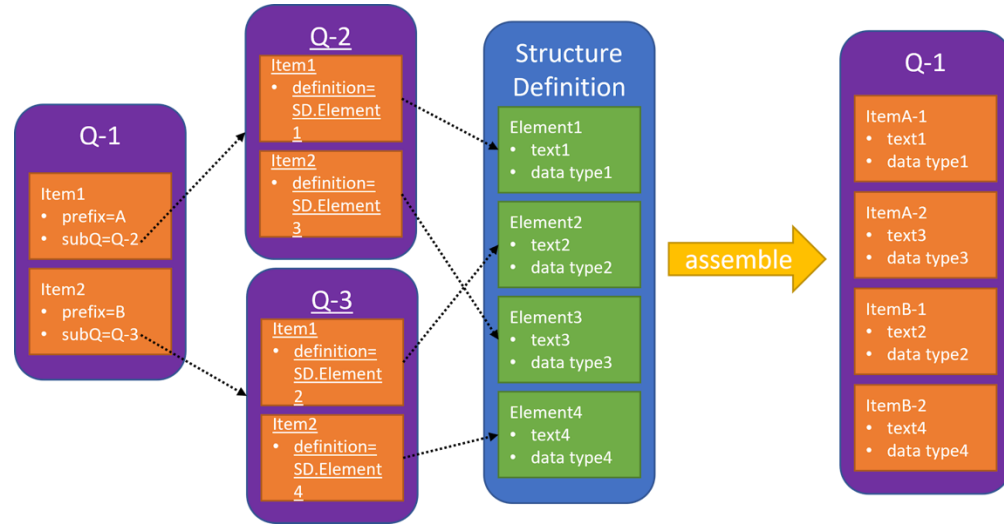 Q-1
Item1
• prefix=A
• subQ=Q-2
Item2
• prefix=B
• subQ=Q-3
Q-2
Item1
• definition=
SD.Element
1
Item2
• definition=
SD.Element
3
Q-3
Item1
• definition=
SD.Element
2
Item2
• definition=
SD.Element
4
Structure
Definition
Element1
• text1
• data type1
Element2
• text2
• data type2
Element3
• text3
• data type3
Element4
• text4
• data type4
assemble
Q-1
ItemA-1
• text1
• data type1
ItemA-2
• text3
• data type3
ItemB-1
• text2
• data type2
ItemB-2
• text4
• data type4